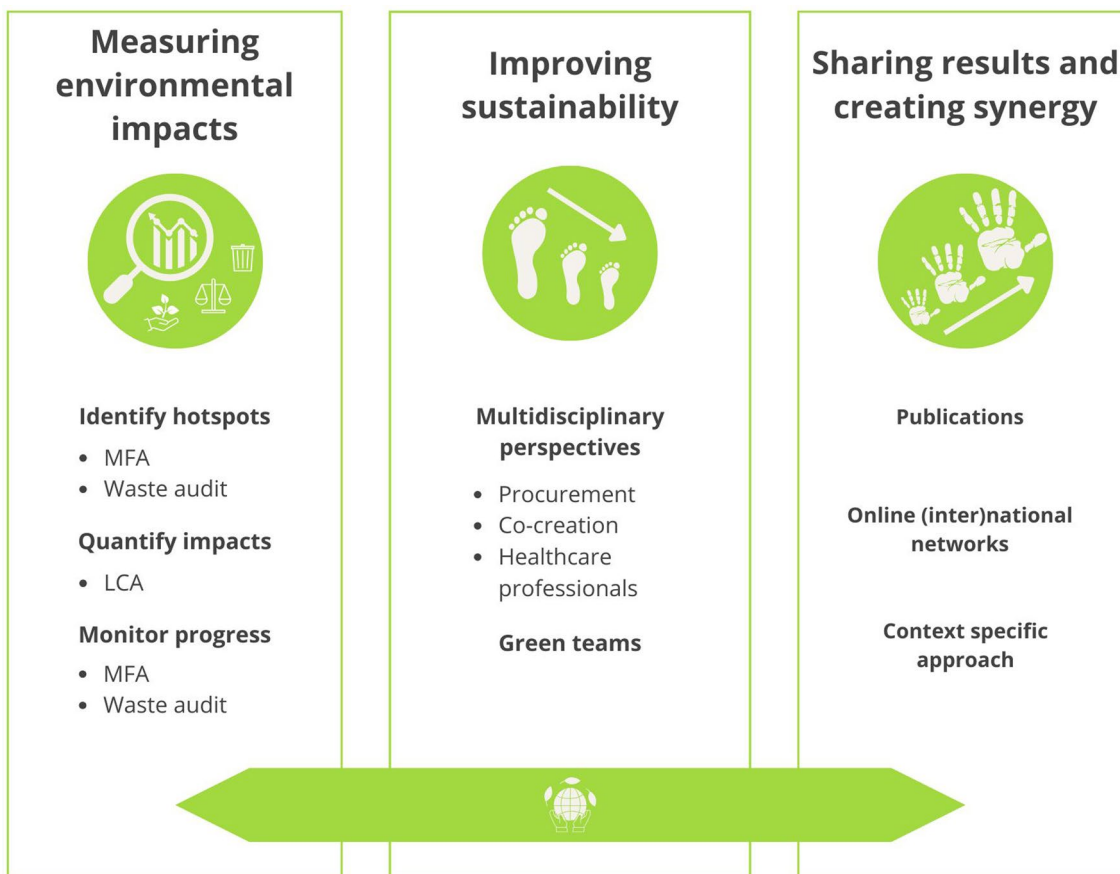 Measuring
environmental
impacts
Identify hotspots
• MFA
• Waste audit
Quantify impacts
• LCA
Monitor progress
• MFA
• Waste audit
Improving
sustainability
Multidisciplinary
perspectives
• Procurement
• Co-creation
• Healthcare
professionals
Green teams
Sharing results and
creating synergy
Publications
Online (inter)national
networks
Context specific
approach